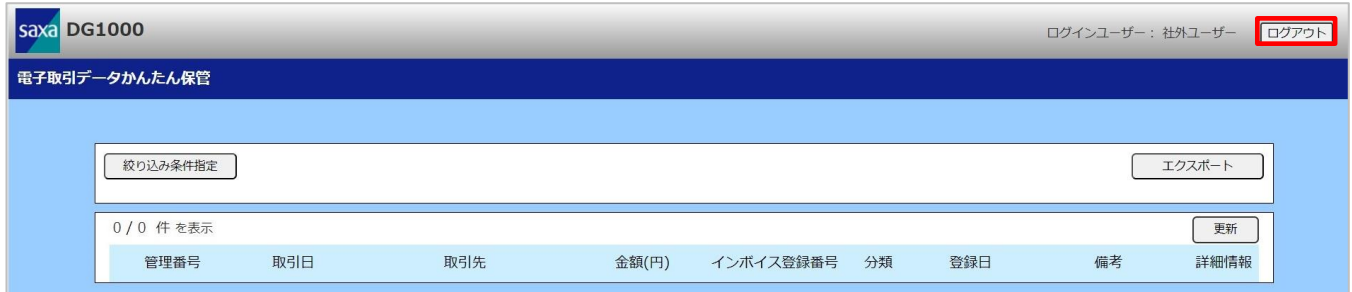 saxa DG1000 ログインユーザー： 社外ユーザー ログアウト
電子取引データかんたん保管
絞り込み条件指定 エクスポート
0 / 0 件 を表示 更新
管理番号 取引日 取引先 金額(円) インボイス登録番号 分類 登録日 備考 詳細情報